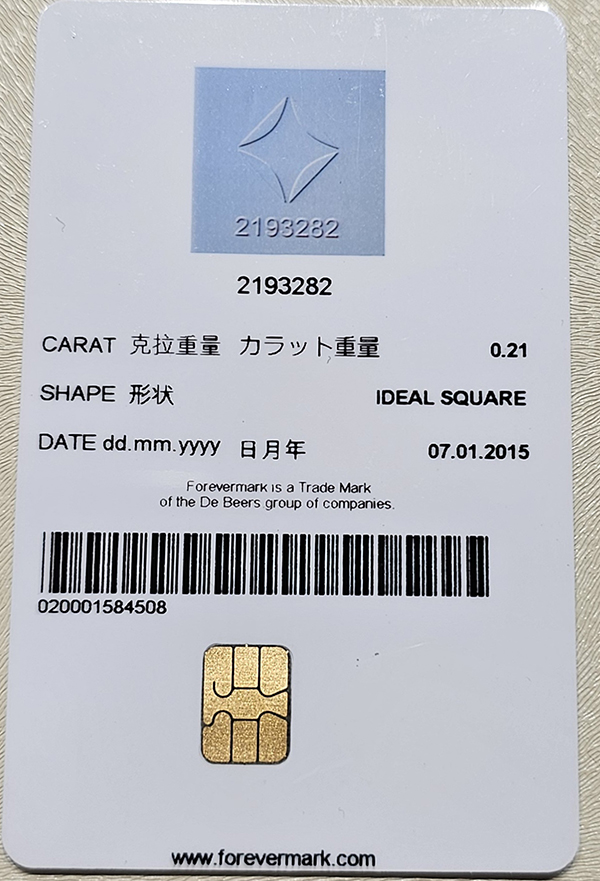 2193282
2193282
CARAT 克拉重量 カラット重量 0.21
SHAPE 形状 IDEAL SQUARE
DATE dd.mm.yyyy 日月年 07.01.2015
Forevermark is a Trade Mark
of the De Beers group of companies.
020001584508
www.forevermark.com